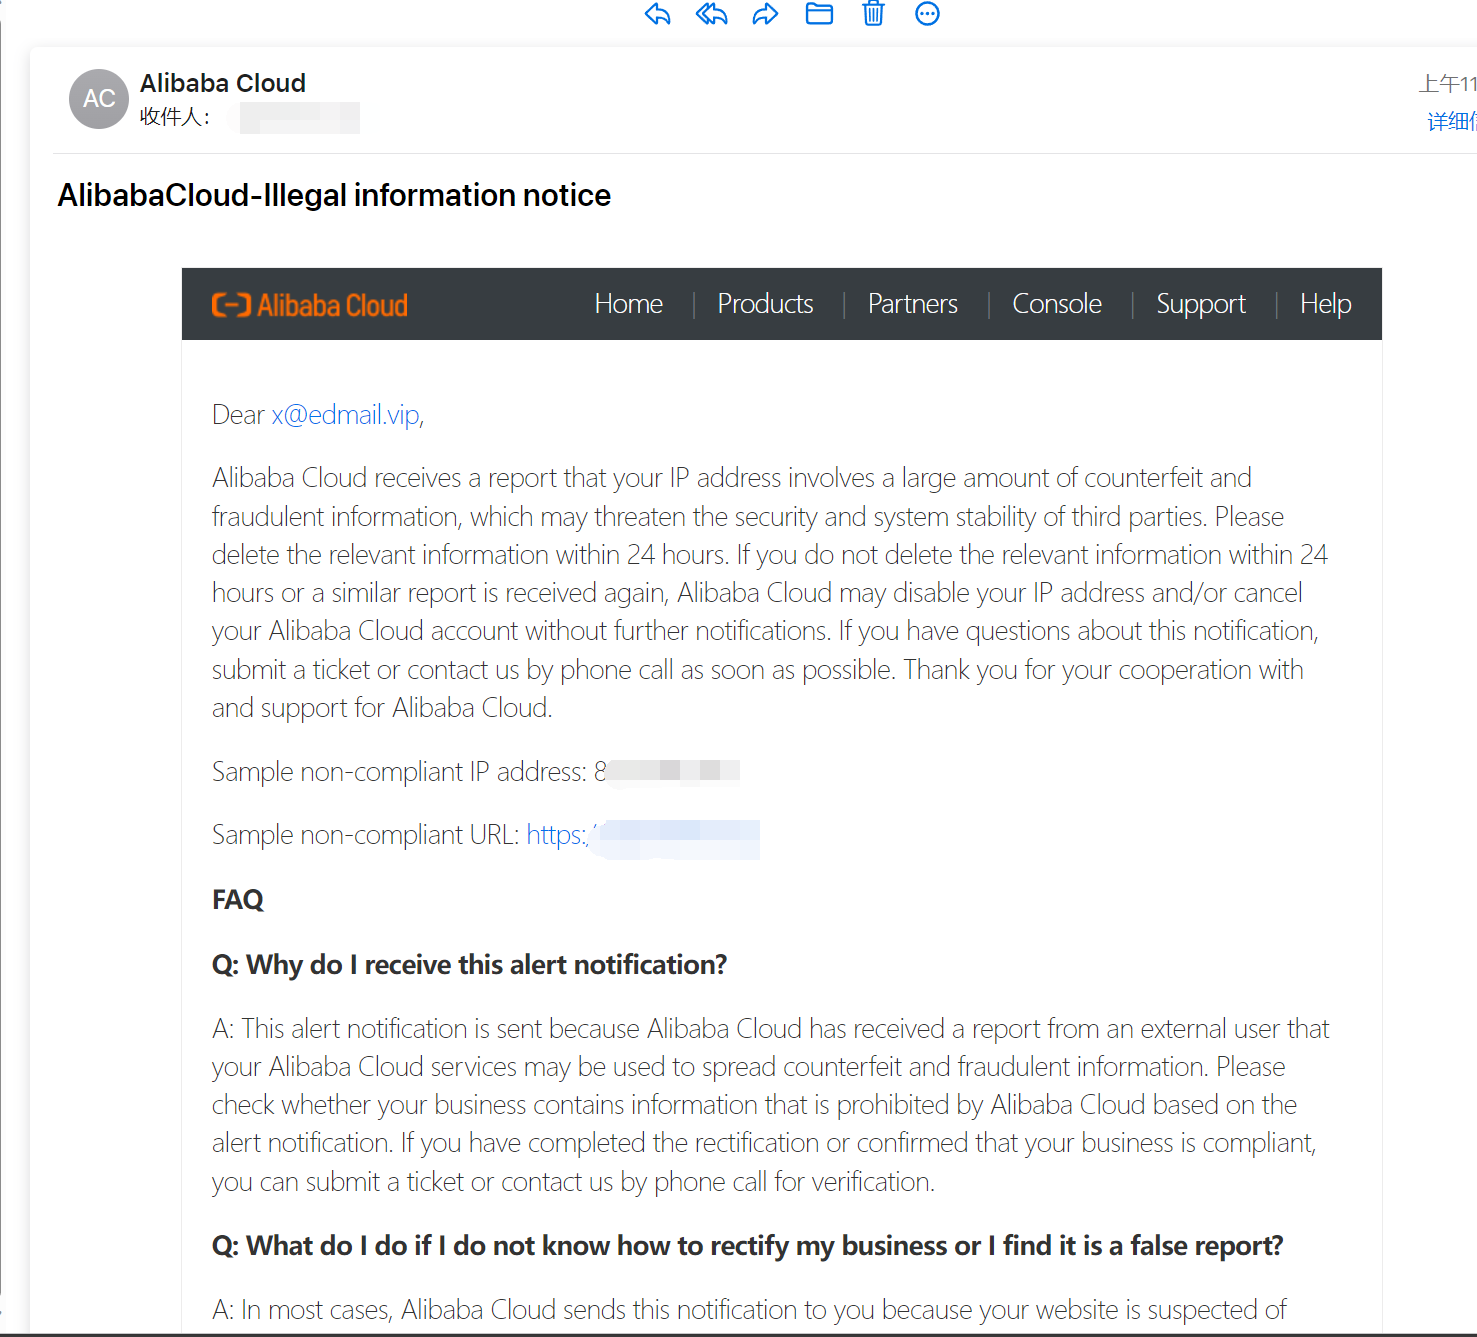 AC
Alibaba Cloud
上午11
收件人：
详细信
AlibabaCloud-Illegal information notice
Alibaba Cloud
Home | Products | Partners | Console | Support | Help
Dear x@edmail.vip,
Alibaba Cloud receives a report that your IP address involves a large amount of counterfeit and
fraudulent information, which may threaten the security and system stability of third parties. Please
delete the relevant information within 24 hours. If you do not delete the relevant information within 24
hours or a similar report is received again, Alibaba Cloud may disable your IP address and/or cancel
your Alibaba Cloud account without further notifications. If you have questions about this notification,
submit a ticket or contact us by phone call as soon as possible. Thank you for your cooperation with
and support for Alibaba Cloud.
Sample non-compliant IP address: 8
Sample non-compliant URL: https:/
FAQ
Q: Why do I receive this alert notification?
A: This alert notification is sent because Alibaba Cloud has received a report from an external user that
your Alibaba Cloud services may be used to spread counterfeit and fraudulent information. Please
check whether your business contains information that is prohibited by Alibaba Cloud based on the
alert notification. If you have completed the rectification or confirmed that your business is compliant,
you can submit a ticket or contact us by phone call for verification.
Q: What do I do if I do not know how to rectify my business or I find it is a false report?
A: In most cases, Alibaba Cloud sends this notification to you because your website is suspected of